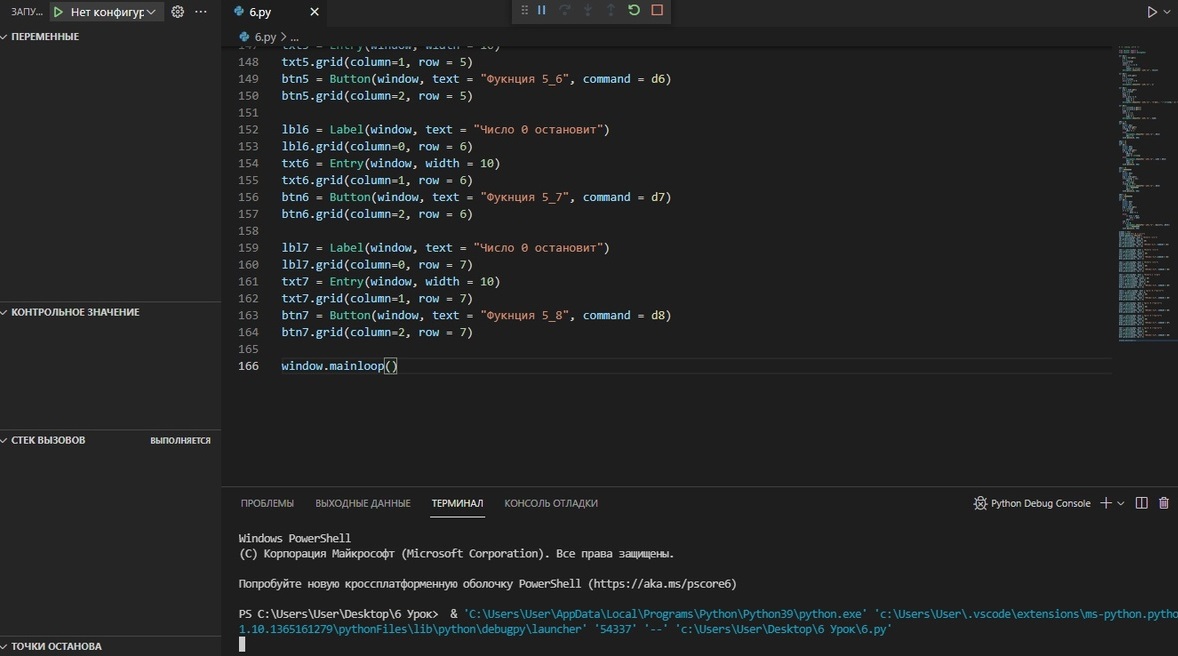 ЗАПУ... Нет конфигур
6.py
ПЕРЕМЕННЫЕ
6.py > ...
147 txt5 = Entry(window, width = 10)
148 txt5.grid(column=1, row = 5)
149 btn5 = Button(window, text = "Фукнция 5_6", command = d6)
150 btn5.grid(column=2, row = 5)
151
152 lbl6 = Label(window, text = "Число 0 остановит")
153 lbl6.grid(column=0, row = 6)
154 txt6 = Entry(window, width = 10)
155 txt6.grid(column=1, row = 6)
156 btn6 = Button(window, text = "Фукнция 5_7", command = d7)
157 btn6.grid(column=2, row = 6)
158
159 lbl7 = Label(window, text = "Число 0 остановит")
160 lbl7.grid(column=0, row = 7)
161 txt7 = Entry(window, width = 10)
162 txt7.grid(column=1, row = 7)
163 btn7 = Button(window, text = "Фукнция 5_8", command = d8)
164 btn7.grid(column=2, row = 7)
165
166 window.mainloop()
КОНТРОЛЬНОЕ ЗНАЧЕНИЕ
СТЕК ВЫЗОВОВ ВЫПОЛНЯЕТСЯ
ТОЧКИ ОСТАНОВА
ПРОБЛЕМЫ ВЫХОДНЫЕ ДАННЫЕ ТЕРМИНАЛ КОНСОЛЬ ОТЛАДКИ
Python Debug Console
Windows PowerShell
(C) Корпорация Майкрософт (Microsoft Corporation). Все права защищены.
Попробуйте новую кроссплатформенную оболочку PowerShell (https://aka.ms/pscore6)
PS C:\Users\User\Desktop\6 Урок> & 'C:\Users\User\AppData\Local\Programs\Python\Python39\python.exe' 'c:\Users\User\.vscode\extensions\ms-python.pytho
1.10.1365161279\pythonFiles\lib\python\debugpy\launcher' '54337' '--' 'c:\Users\User\Desktop\6 Урок\6.py'